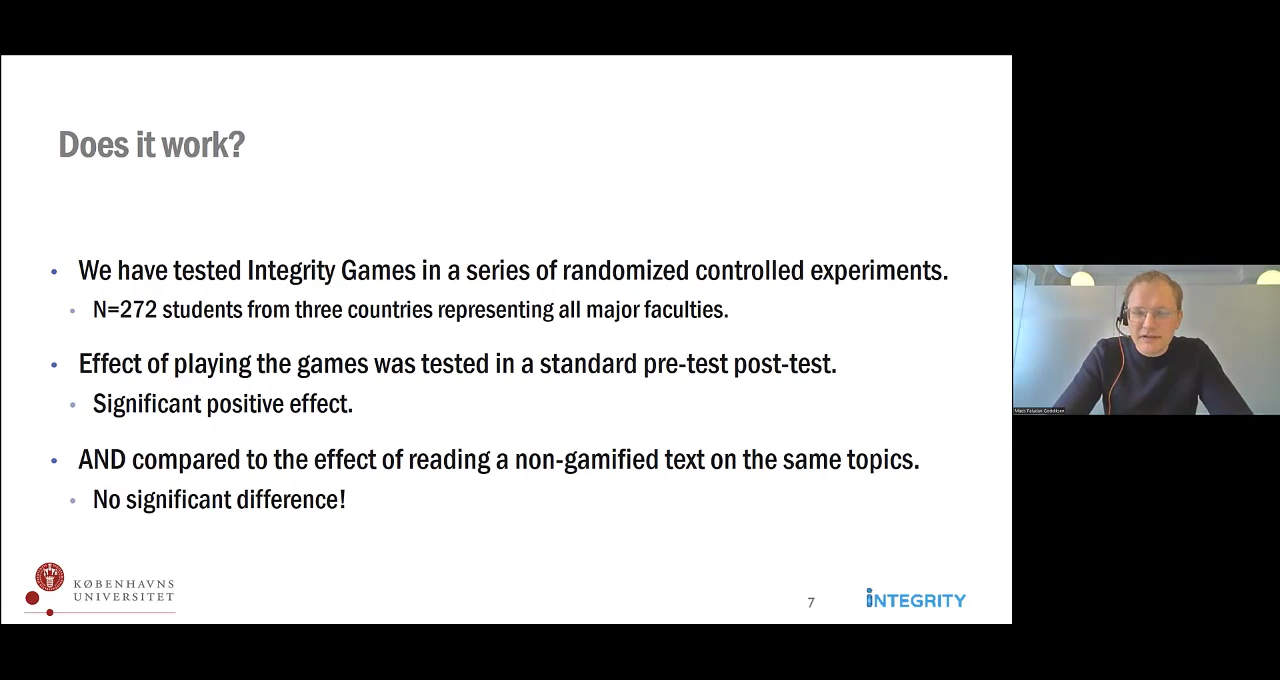 Does it work?
• We have tested Integrity Games in a series of randomized controlled experiments.
• N=272 students from three countries representing all major faculties.
• Effect of playing the games was tested in a standard pre-test post-test.
• Significant positive effect.
• AND compared to the effect of reading a non-gamified text on the same topics.
• No significant difference!
KØBENHAVNS
UNIVERSITET
7
INTEGRITY